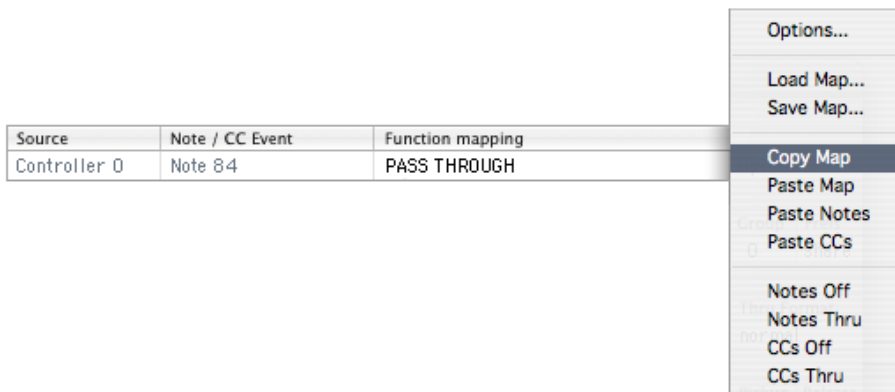 Source Note / CC Event Function mapping
Controller 0 Note 84 PASS THROUGH
Options...
Load Map...
Save Map...
Copy Map
Paste Map
Paste Notes
Paste CCs
Notes Off
Notes Thru
CCs Off
CCs Thru